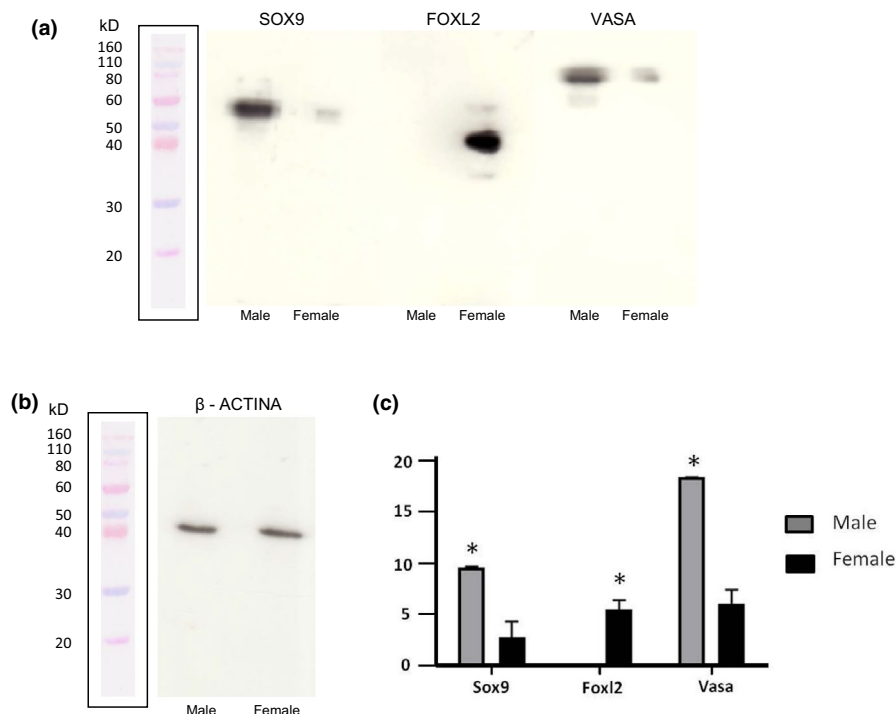 (a)
kD
SOX9 FOXL2 VASA
160
110
80
60
50
40
30
20
Male Female Male Female Male Female
(b)
kD
β - ACTINA
160
110
80
60
50
40
30
20
Male Female
(c)
20
15
10
5
0
* * *
Sox9 Foxl2 Vasa
Male
Female